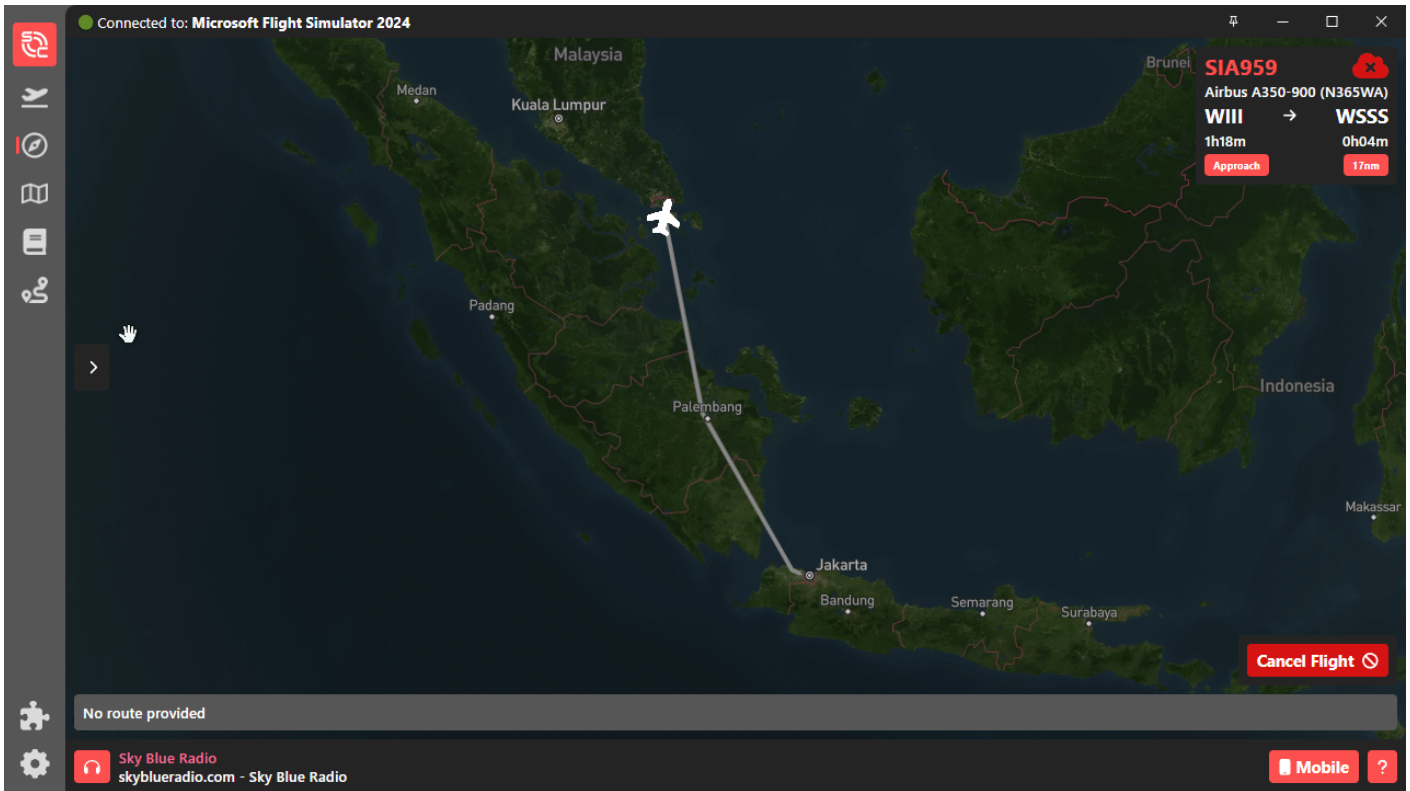 Connected to: Microsoft Flight Simulator 2024
Malaysia
Brunei
SIA959
Airbus A350-900 (N365WA)
WIII → WSSS
1h18m 0h04m
Approach 17nm
Medan
Kuala Lumpur
Padang
Palembang
Indonesia
Makassar
Jakarta
Bandung
Semarang
Surabaya
Cancel Flight
No route provided
Sky Blue Radio
skyblueradio.com - Sky Blue Radio
Mobile ?